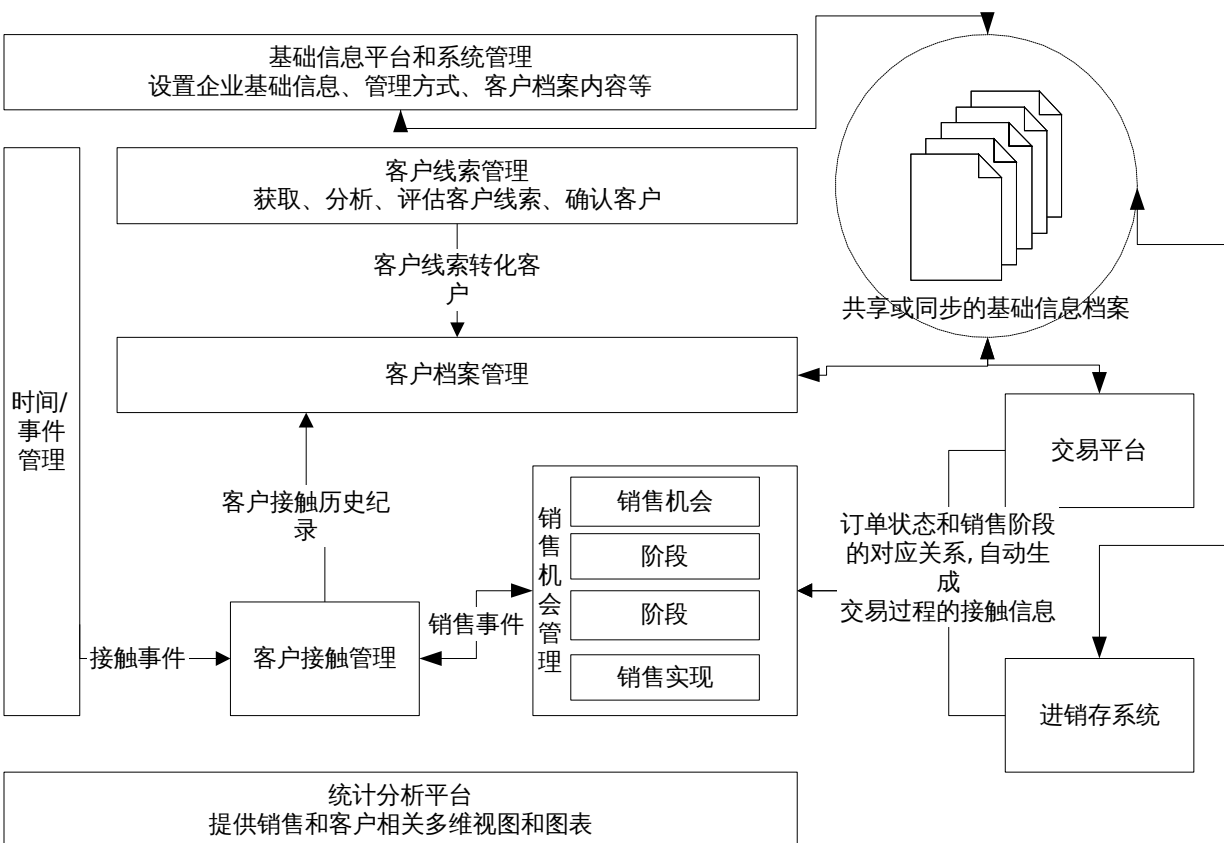 基础信息平台和系统管理
设置企业基础信息、管理方式、客户档案内容等
客户线索管理
获取、分析、评估客户线索、确认客户
客户线索转化客
户
共享或同步的基础信息档案
客户档案管理
时间/
事件
管理
交易平台
客户接触历史纪
录
销
售
机
会
管
理
销售机会
阶段
阶段
销售实现
订单状态和销售阶段
的对应关系,自动生
成
交易过程的接触信息
销售事件
接触事件
客户接触管理
进销存系统
统计分析平台
提供销售和客户相关多维视图和图表